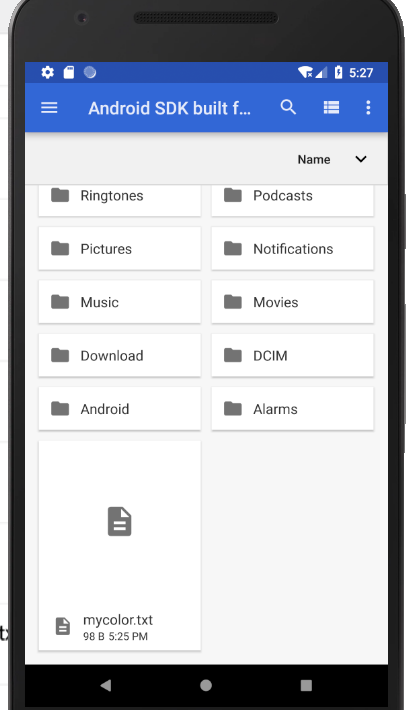 5:27
Android SDK built f...
Name
Ringtones
Podcasts
Pictures
Notifications
Music
Movies
Download
DCIM
Android
Alarms
mycolor.txt
98 B 5:25 PM